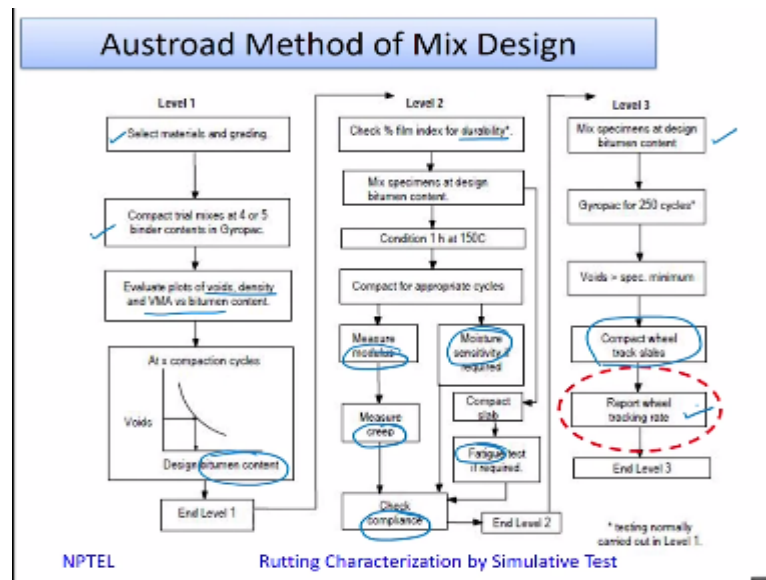 Austroad Method of Mix Design
Level 1
Select materials and grading.
Compact trial mixes at 4 or 5
binder contents in Gyropac.
Evaluate plots of voids, density
and VMA vs bitumen content.
At x compaction cycles
Voids
Design bitumen content
End Level 1
Level 2
Check % film index for durability*.
Mix specimens at design
bitumen content.
Condition 1 h at 150C
Compact for appropriate cycles
Measure
modulus
Moisture
sensitivity if
required
Measure
creep
Compact
slab
Fatigue test
if required.
Check
compliance
End Level 2
Level 3
Mix specimens at design
bitumen content
Gyropac for 250 cycles*
Voids > spec. minimum
Compact wheel
track slabs
Report wheel
tracking rate
End Level 3
* testing normally
carried out in Level 1.
NPTEL
Rutting Characterization by Simulative Test